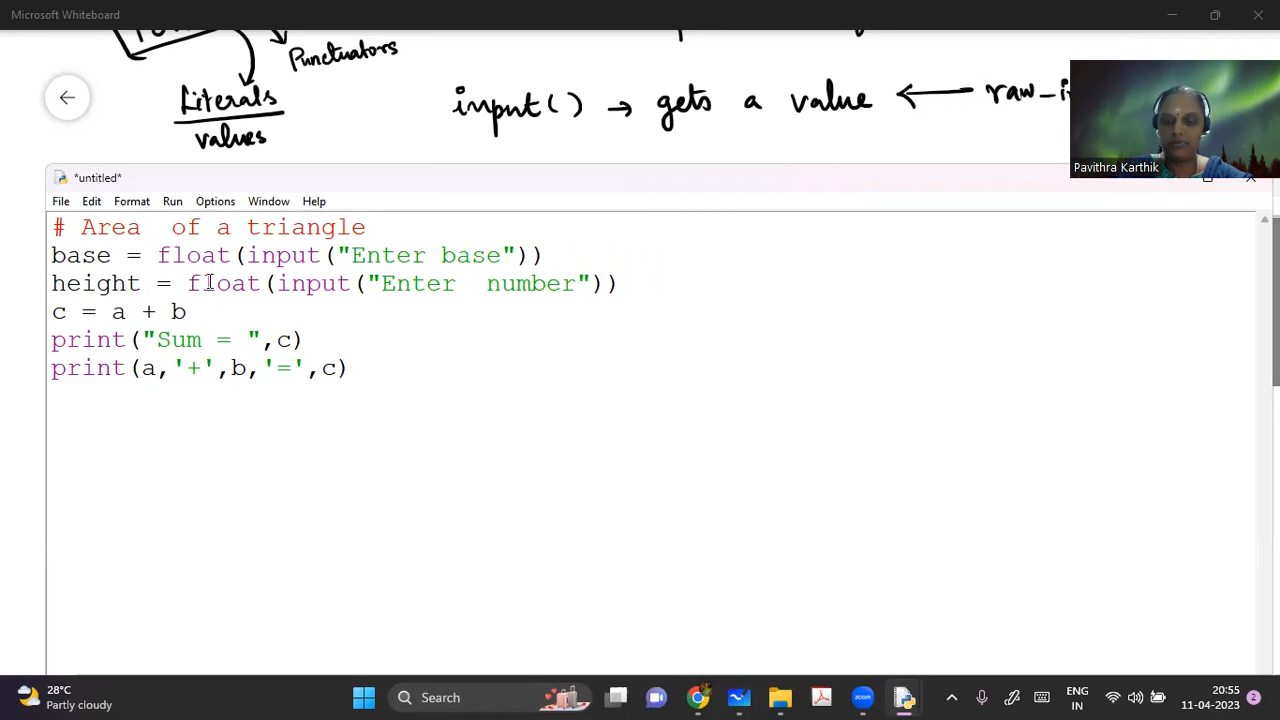 Microsoft Whiteboard
Punctuators
Literals
values
input() → gets a value ← raw-i
Pavithra Karthik
*untitled*
File Edit Format Run Options Window Help
# Area  of a triangle
base = float(input("Enter base"))
height = float(input("Enter  number"))
c = a + b
print("Sum = ",c)
print(a,'+',b,'=',c)
28°C
Partly cloudy
Search
ENG
IN
20:55
11-04-2023
2